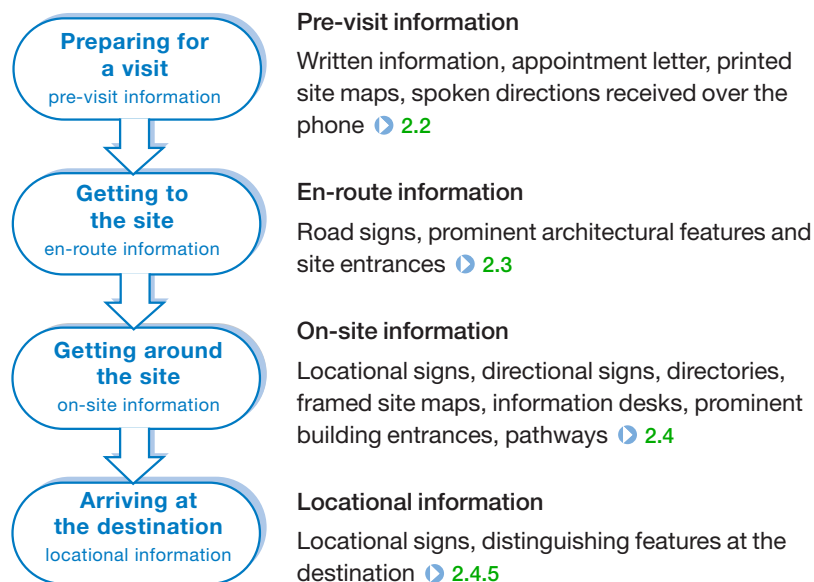 Preparing for
a visit
pre-visit information
Pre-visit information
Written information, appointment letter, printed
site maps, spoken directions received over the
phone 2.2
Getting to
the site
en-route information
En-route information
Road signs, prominent architectural features and
site entrances 2.3
Getting around
the site
on-site information
On-site information
Locational signs, directional signs, directories,
framed site maps, information desks, prominent
building entrances, pathways 2.4
Arriving at
the destination
locational information
Locational information
Locational signs, distinguishing features at the
destination 2.4.5